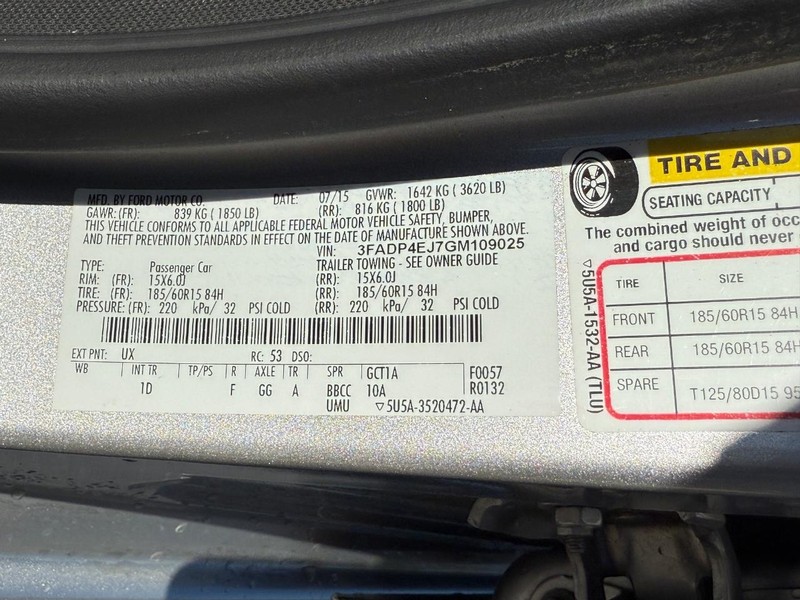 MFD. BY FORD MOTOR CO. DATE: 07/15 GVWR: 1642 KG ( 3620 LB)
GAWR: (FR): 839 KG ( 1850 LB) (RR): 816 KG ( 1800 LB)
THIS VEHICLE CONFORMS TO ALL APPLICABLE FEDERAL MOTOR VEHICLE SAFETY, BUMPER,
AND THEFT PREVENTION STANDARDS IN EFFECT ON THE DATE OF MANUFACTURE SHOWN ABOVE.
VIN: 3FADP4EJ7GM109025
TYPE: Passenger Car TRAILER TOWING - SEE OWNER GUIDE
RIM: (FR): 15X6.0J (RR): 15X6.0J
TIRE: (FR): 185/60R15 84H (RR): 185/60R15 84H
PRESSURE: (FR): 220 kPa/ 32 PSI COLD (RR): 220 kPa/ 32 PSI COLD
EXT PNT: UX RC: 53 DSO:
WB INT TR TP/PS R AXLE TR SPR GCT1A F0057
1D F GG A BBCC 10A R0132
UMU ▽5U5A-3520472-AA
TIRE AND
SEATING CAPACITY
The combined weight of occ
and cargo should never
TIRE SIZE
FRONT 185/60R15 84H
REAR 185/60R15 84H
SPARE T125/80D15 95
▽5U5A-1532-AA (TLU)